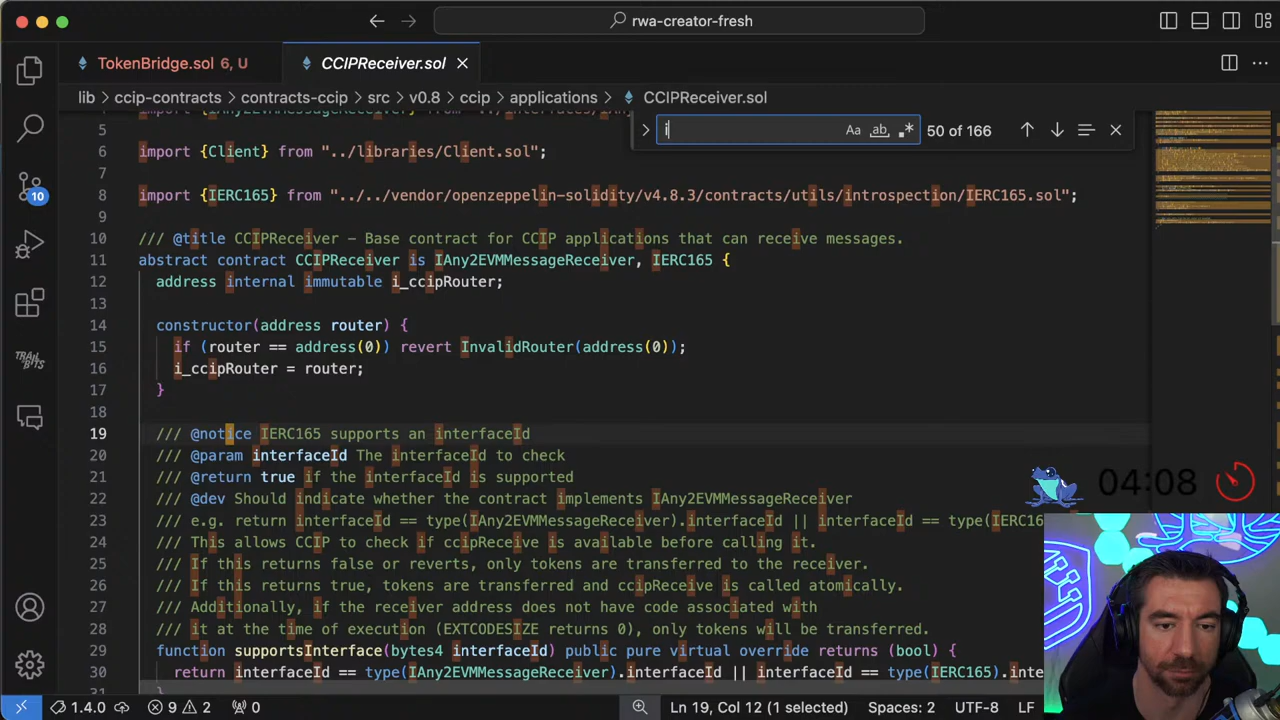 rwa-creator-fresh
TokenBridge.sol 6, U
CCIPReceiver.sol
lib > ccip-contracts > contracts-ccip > src > v0.8 > ccip > applications > CCIPReceiver.sol
i
Aa ab .* 50 of 166
5
6 import {Client} from "../libraries/Client.sol";
7
8 import {IERC165} from "../../vendor/openzeppelin-solidity/v4.8.3/contracts/utils/introspection/IERC165.sol";
9
10 /// @title CCIPReceiver - Base contract for CCIP applications that can receive messages.
11 abstract contract CCIPReceiver is IAny2EVMMessageReceiver, IERC165 {
12 address internal immutable i_ccipRouter;
13
14 constructor(address router) {
15 if (router == address(0)) revert InvalidRouter(address(0));
16 i_ccipRouter = router;
17 }
18
19 /// @notice IERC165 supports an interfaceId
20 /// @param interfaceId The interfaceId to check
21 /// @return true if the interfaceId is supported
22 /// @dev Should indicate whether the contract implements IAny2EVMMessageReceiver
23 /// e.g. return interfaceId == type(IAny2EVMMessageReceiver).interfaceId || interfaceId == type(IERC16
24 /// This allows CCIP to check if ccipReceive is available before calling it.
25 /// If this returns false or reverts, only tokens are transferred to the receiver.
26 /// If this returns true, tokens are transferred and ccipReceive is called atomically.
27 /// Additionally, if the receiver address does not have code associated with
28 /// it at the time of execution (EXTCODESIZE returns 0), only tokens will be transferred.
29 function supportsInterface(bytes4 interfaceId) public pure virtual override returns (bool) {
30 return interfaceId == type(IAny2EVMMessageReceiver).interfaceId || interfaceId == type(IERC165).inte
04:08
10
TRAIL OF BITS
1.4.0 9 2 0
Ln 19, Col 12 (1 selected) Spaces: 2 UTF-8 LF